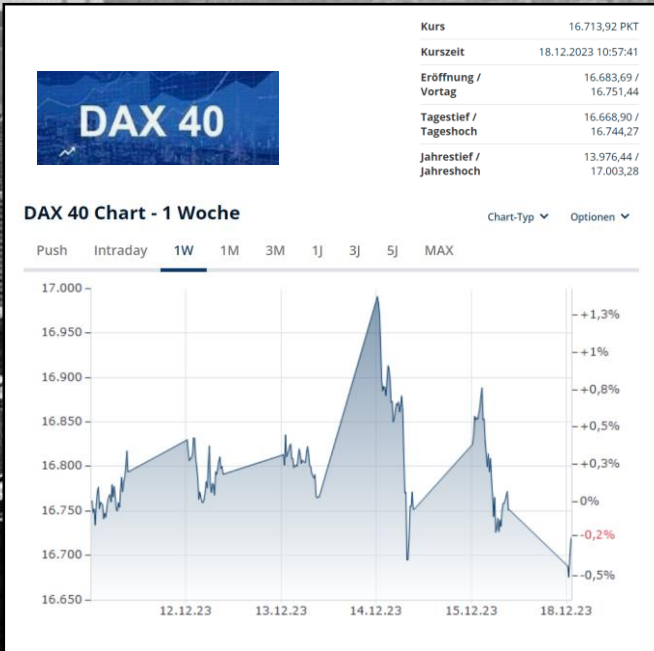 Kurs 16.713,92 PKT
Kurszeit 18.12.2023 10:57:41
Eröffnung / 16.683,69 /
Vortag 16.751,44
Tagestief / 16.668,90 /
Tageshoch 16.744,27
Jahrestief / 13.976,44 /
Jahreshoch 17.003,28
DAX 40
DAX 40 Chart - 1 Woche
Chart-Typ Optionen
Push Intraday 1W 1M 3M 1J 3J 5J MAX
17.000
16.950
16.900
16.850
16.800
16.750
16.700
16.650
+1,3%
+1%
+0,8%
+0,5%
+0,3%
0%
-0,2%
-0,5%
12.12.23 13.12.23 14.12.23 15.12.23 18.12.23